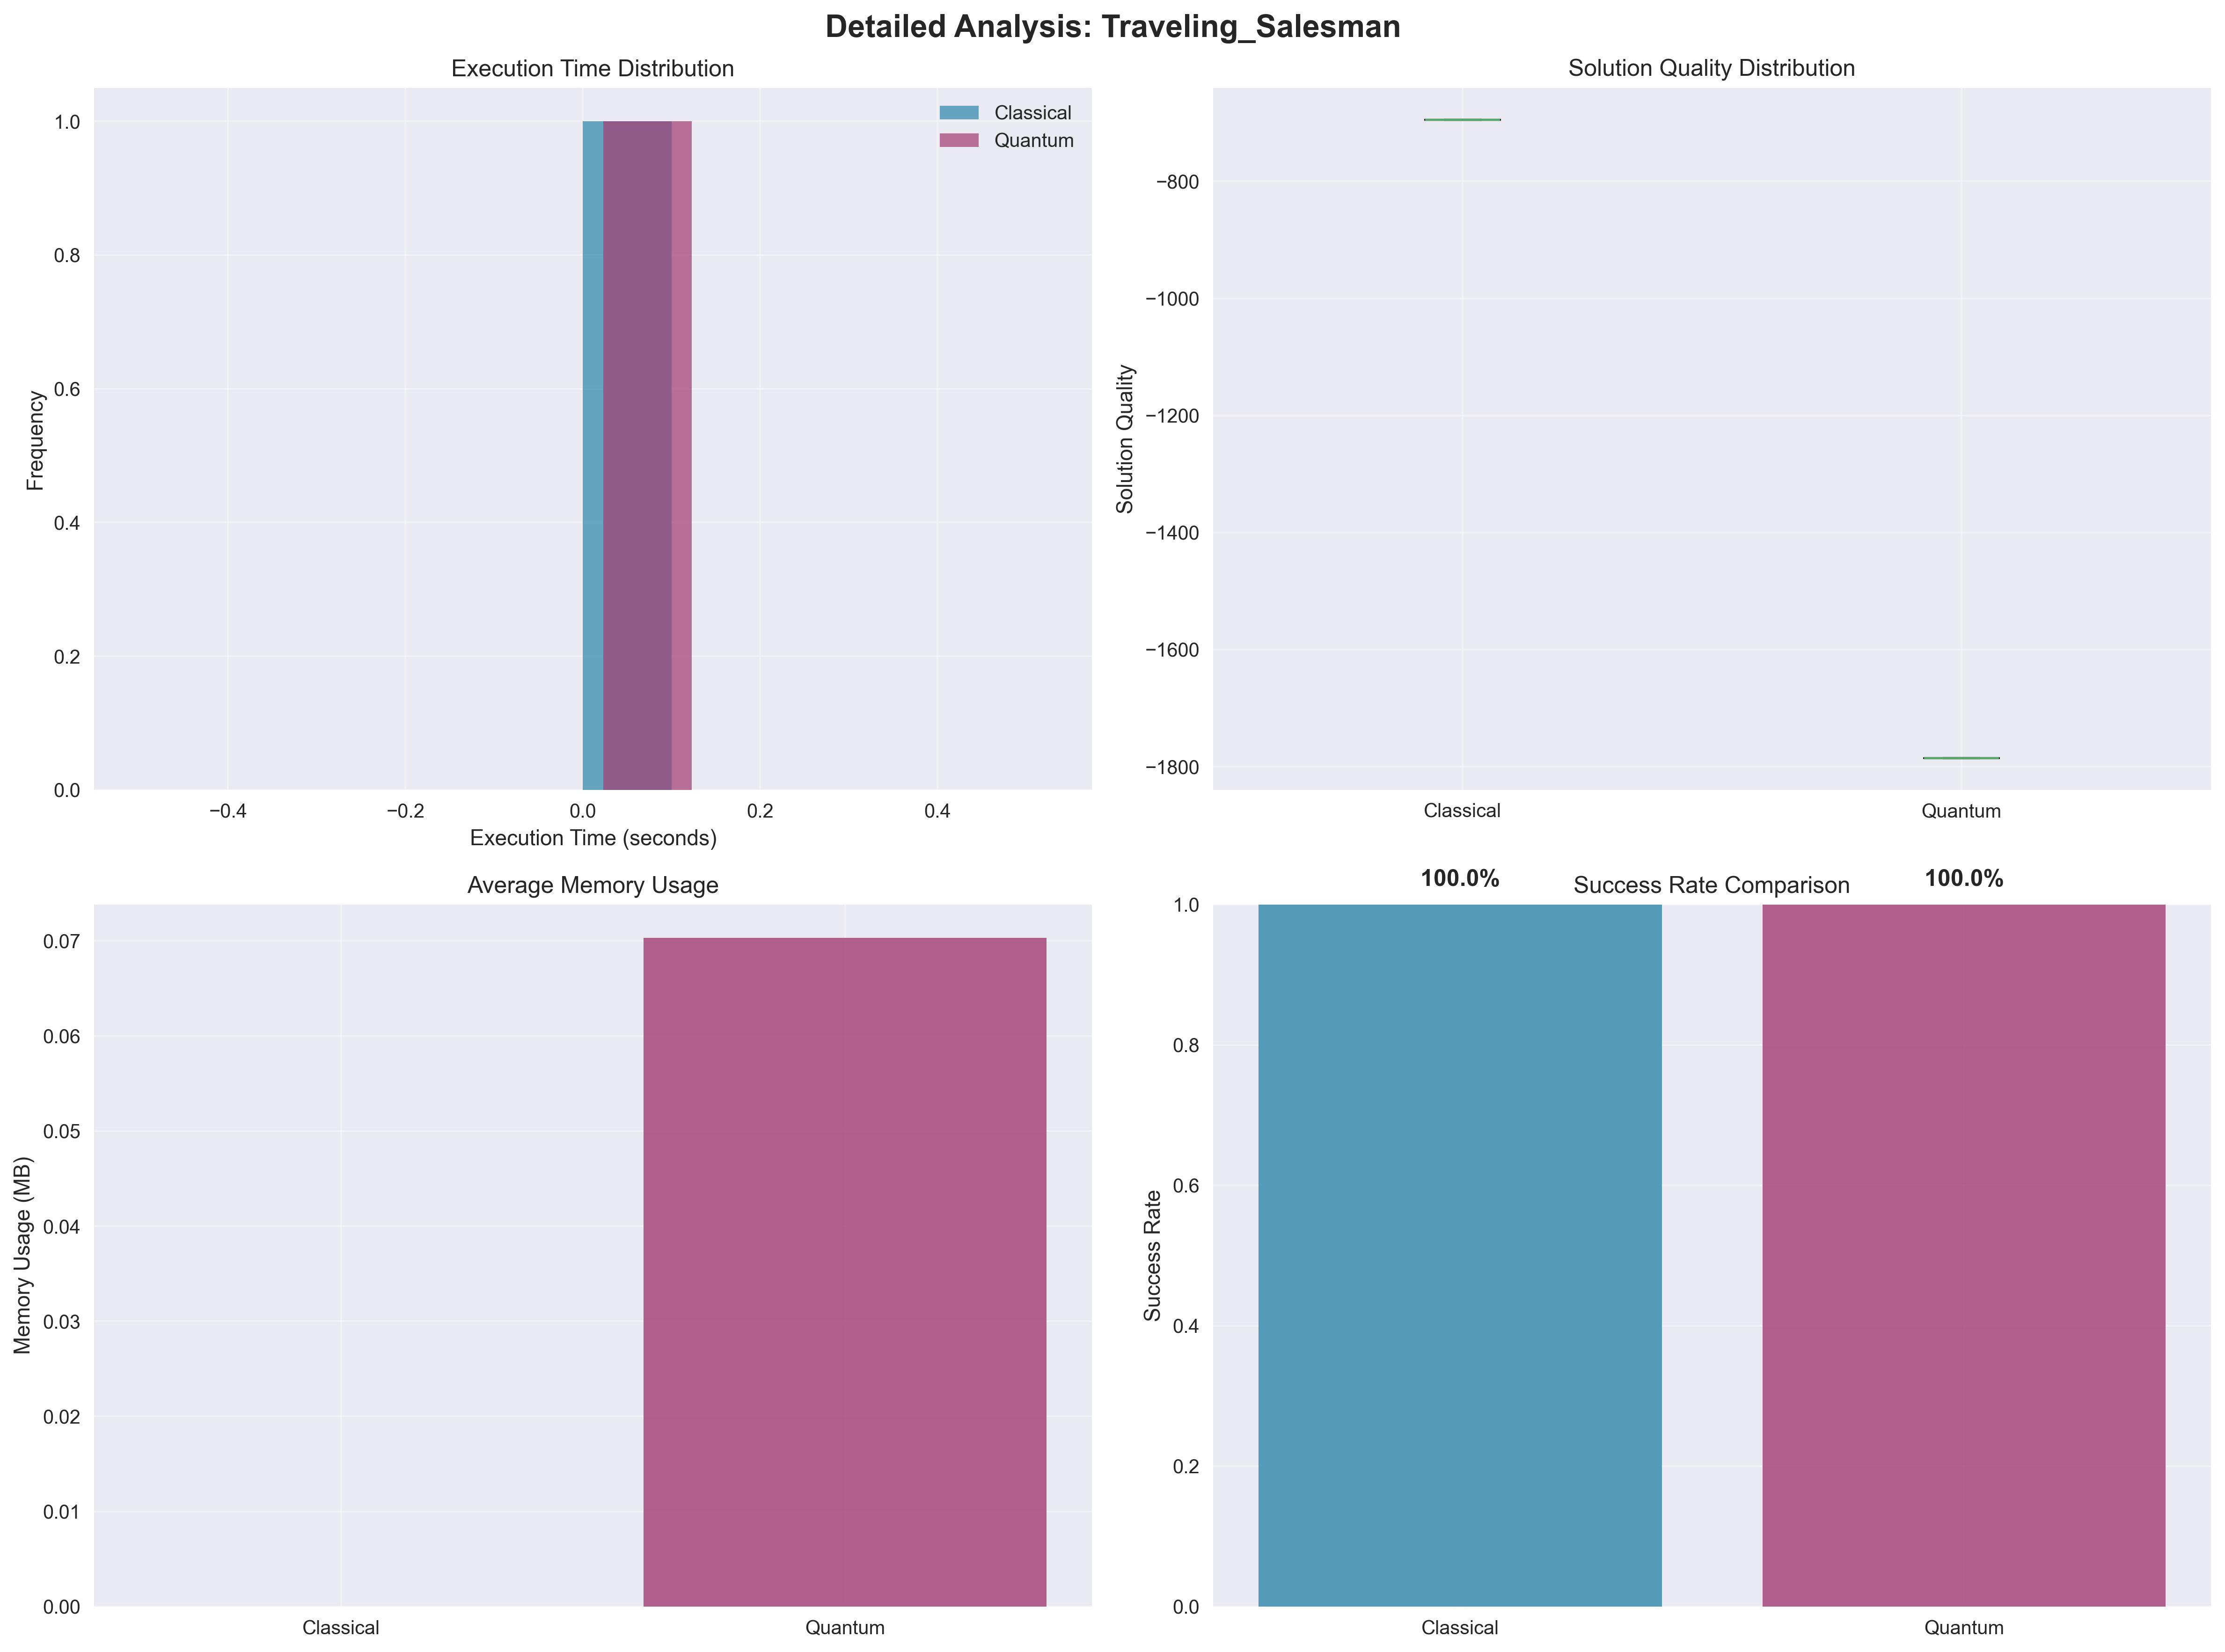 Detailed Analysis: Traveling_Salesman
Execution Time Distribution
Classical
Quantum
Frequency
1.0
0.8
0.6
0.4
0.2
0.0
−0.4
−0.2
0.0
0.2
0.4
Execution Time (seconds)
Solution Quality Distribution
Solution Quality
−800
−1000
−1200
−1400
−1600
−1800
Classical
Quantum
Average Memory Usage
Memory Usage (MB)
0.07
0.06
0.05
0.04
0.03
0.02
0.01
0.00
Classical
Quantum
Success Rate Comparison
100.0%
100.0%
Success Rate
1.0
0.8
0.6
0.4
0.2
0.0
Classical
Quantum